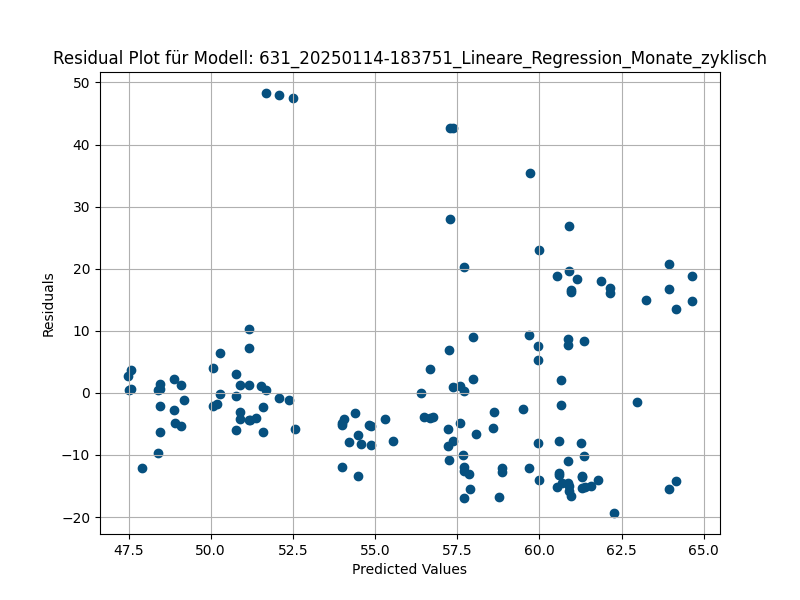 Residual Plot für Modell: 631_20250114-183751_Lineare_Regression_Monate_zyklisch
50
40
30
20
10
0
−10
−20
Residuals
47.5 50.0 52.5 55.0 57.5 60.0 62.5 65.0
Predicted Values